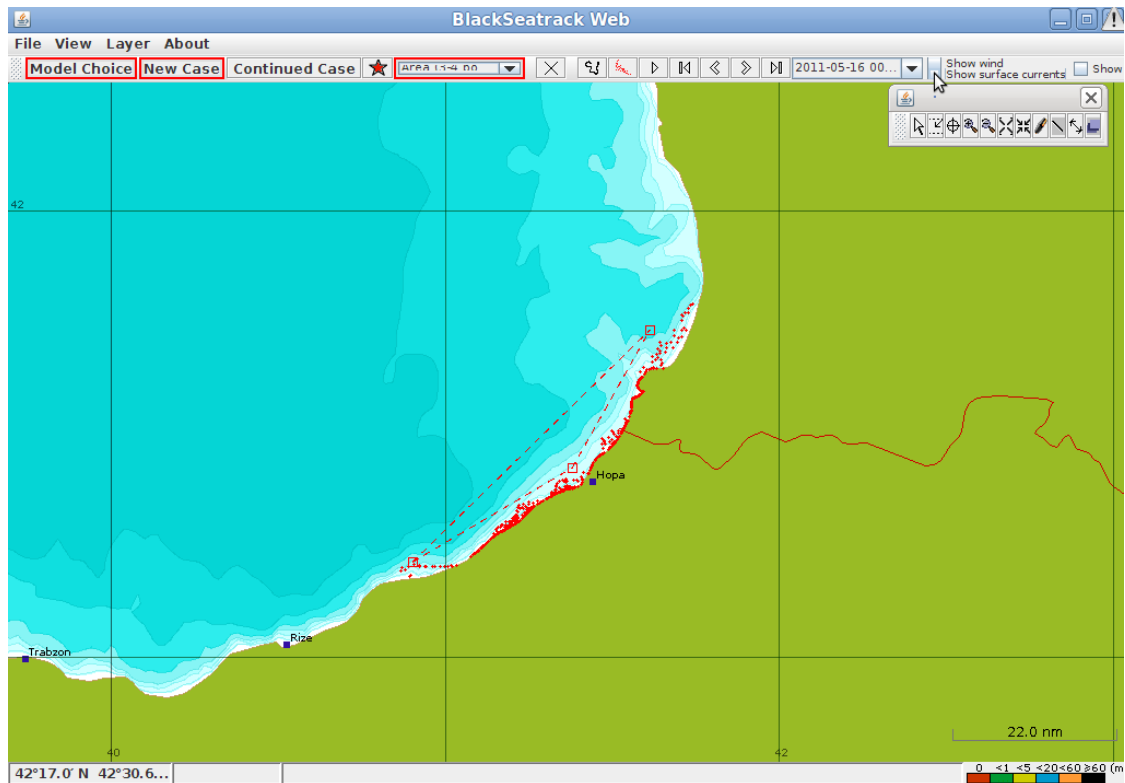 BlackSeatrack Web
File View Layer About
Model Choice New Case Continued Case 2011-05-16 00... Show wind Show
Show surface currents
42
Hopa
Rize
Trabzon
22.0 nm
40 42
42°17.0' N 42°30.6...
0 <1 <5 <20<60≥60 (m